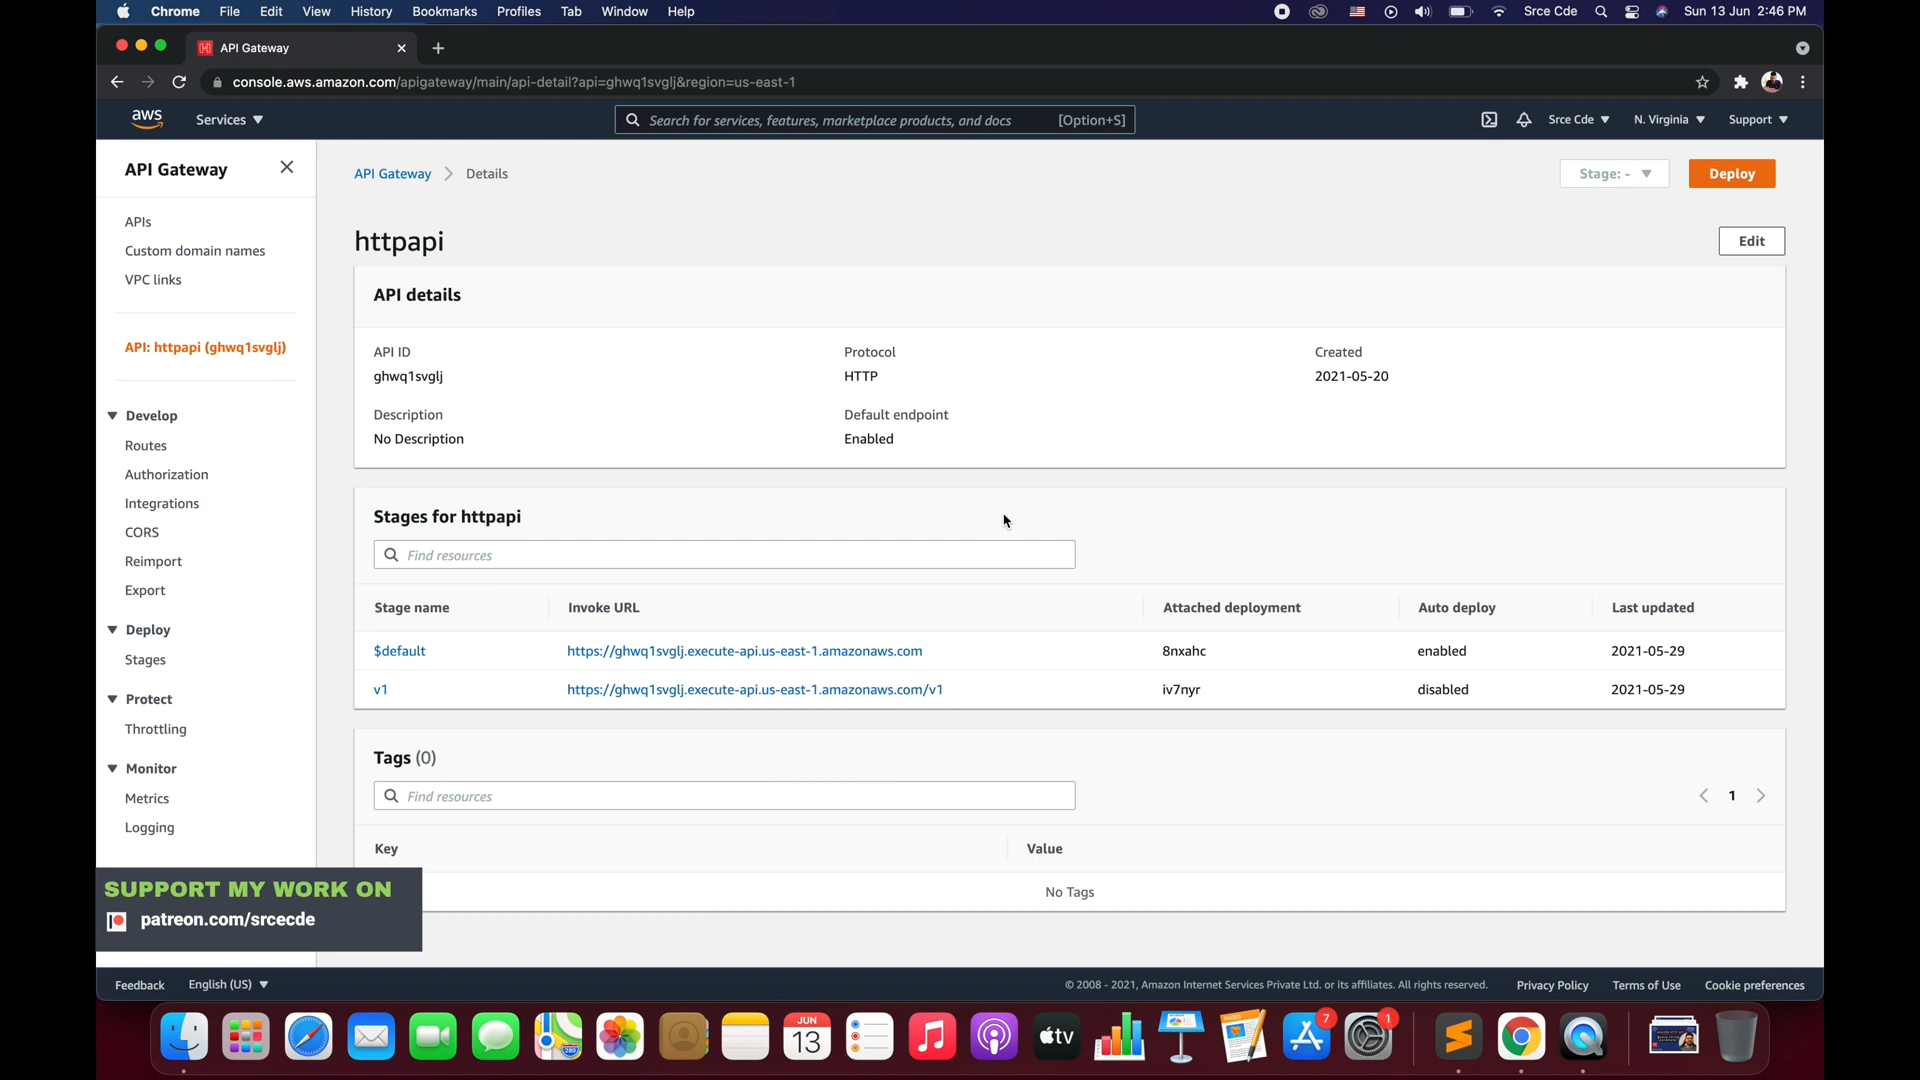 Chrome File Edit View History Bookmarks Profiles Tab Window Help Srce Cde Sun 13 Jun 2:46 PM
API Gateway
console.aws.amazon.com/apigateway/main/api-detail?api=ghwq1svglj&region=us-east-1
aws Services Search for services, features, marketplace products, and docs [Option+S] Srce Cde N. Virginia Support
API Gateway
APIs
Custom domain names
VPC links
API: httpapi (ghwq1svglj)
Develop
Routes
Authorization
Integrations
CORS
Reimport
Export
Deploy
Stages
Protect
Throttling
Monitor
Metrics
Logging
API Gateway Details
Stage: - Deploy
httpapi
Edit
API details
API ID Protocol Created
ghwq1svglj HTTP 2021-05-20
Description Default endpoint
No Description Enabled
Stages for httpapi
Find resources
Stage name Invoke URL Attached deployment Auto deploy Last updated
$default https://ghwq1svglj.execute-api.us-east-1.amazonaws.com 8nxahc enabled 2021-05-29
v1 https://ghwq1svglj.execute-api.us-east-1.amazonaws.com/v1 iv7nyr disabled 2021-05-29
Tags (0)
Find resources
1
Key Value
No Tags
SUPPORT MY WORK ON
patreon.com/srcecde
Feedback English (US) © 2008 - 2021, Amazon Internet Services Private Ltd. or its affiliates. All rights reserved. Privacy Policy Terms of Use Cookie preferences
JUN
13
tv
7
1
280